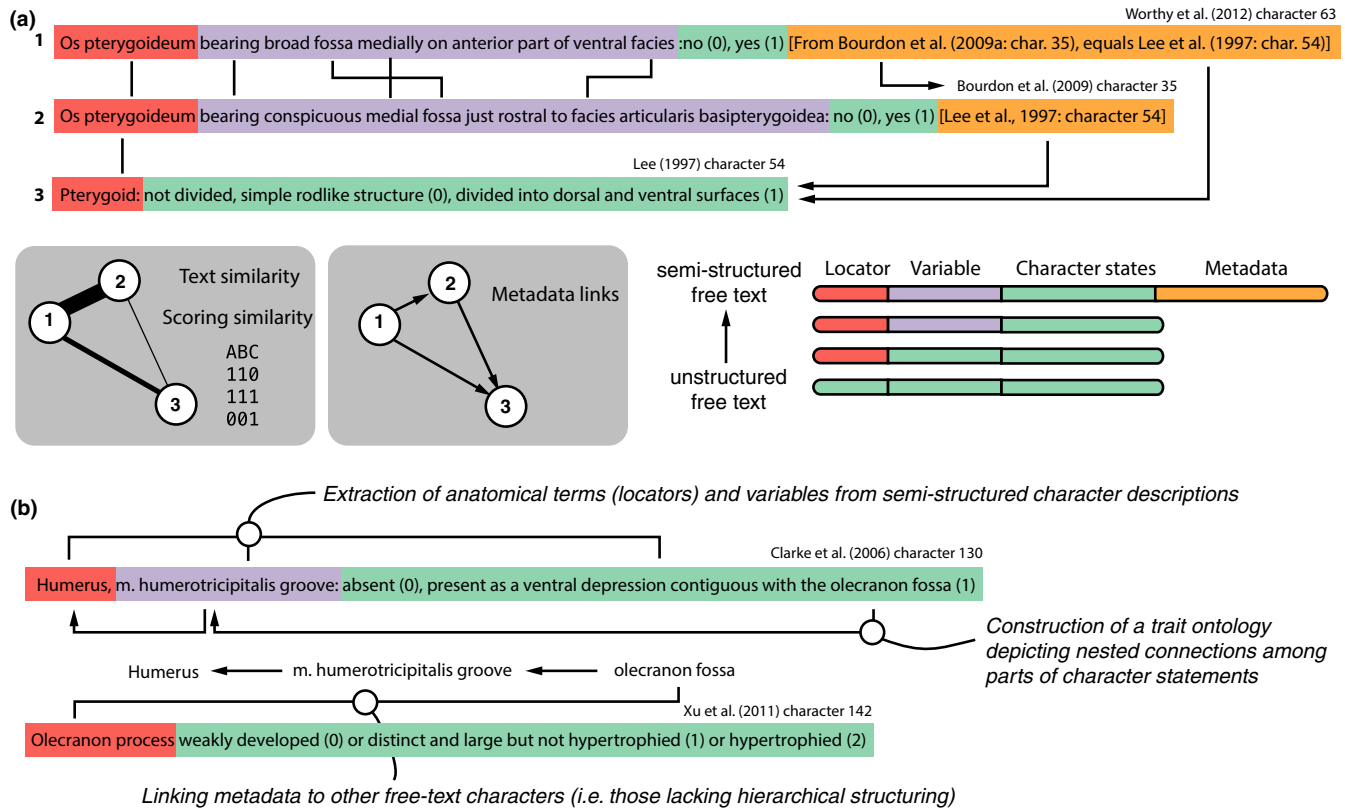 (a)
Worthy et al. (2012) character 63
1 Os pterygoideum bearing broad fossa medially on anterior part of ventral facies :no (0), yes (1) [From Bourdon et al. (2009a: char. 35), equals Lee et al. (1997: char. 54)]
Bourdon et al. (2009) character 35
2 Os pterygoideum bearing conspicuous medial fossa just rostral to facies articularis basipterygoidea: no (0), yes (1) [Lee et al., 1997: character 54]
Lee (1997) character 54
3 Pterygoid: not divided, simple rodlike structure (0), divided into dorsal and ventral surfaces (1)
1
2
3
Text similarity
Scoring similarity
ABC
110
111
001
1
2
3
Metadata links
semi-structured
free text
unstructured
free text
Locator Variable Character states Metadata
(b)
Extraction of anatomical terms (locators) and variables from semi-structured character descriptions
Clarke et al. (2006) character 130
Humerus, m. humerotricipitalis groove: absent (0), present as a ventral depression contiguous with the olecranon fossa (1)
Construction of a trait ontology
depicting nested connections among
parts of character statements
Humerus m. humerotricipitalis groove olecranon fossa
Xu et al. (2011) character 142
Olecranon process weakly developed (0) or distinct and large but not hypertrophied (1) or hypertrophied (2)
Linking metadata to other free-text characters (i.e. those lacking hierarchical structuring)